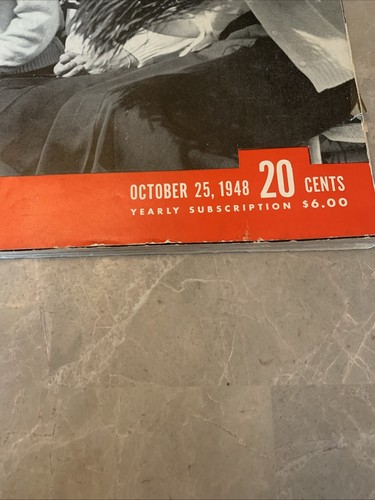 OCTOBER 25, 1948 20 CENTS
YEARLY SUBSCRIPTION $6.00